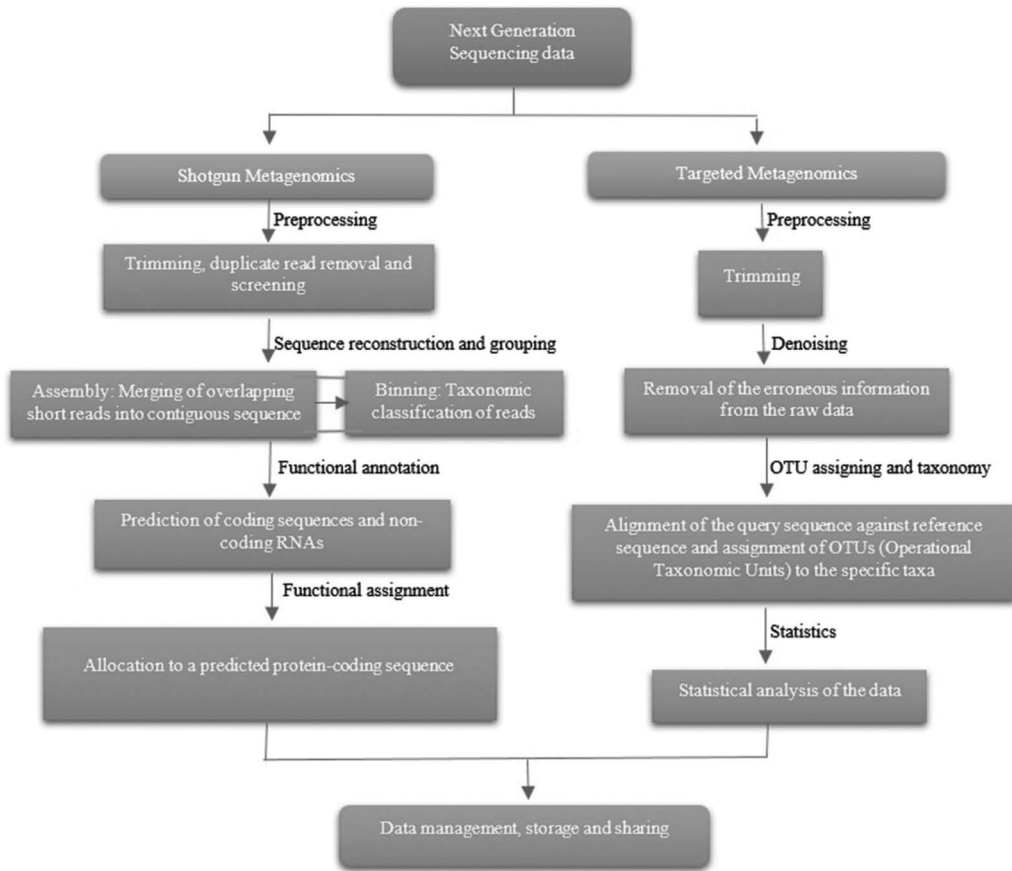 Next Generation
Sequencing data
Shotgun Metagenomics
Preprocessing
Trimming, duplicate read removal and
screening
Sequence reconstruction and grouping
Assembly: Merging of overlapping
short reads into contiguous sequence
Binning: Taxonomic
classification of reads
Functional annotation
Prediction of coding sequences and non-
coding RNAs
Functional assignment
Allocation to a predicted protein-coding sequence
Targeted Metagenomics
Preprocessing
Trimming
Denoising
Removal of the erroneous information
from the raw data
OTU assigning and taxonomy
Alignment of the query sequence against reference
sequence and assignment of OTUs (Operational
Taxonomic Units) to the specific taxa
Statistics
Statistical analysis of the data
Data management, storage and sharing